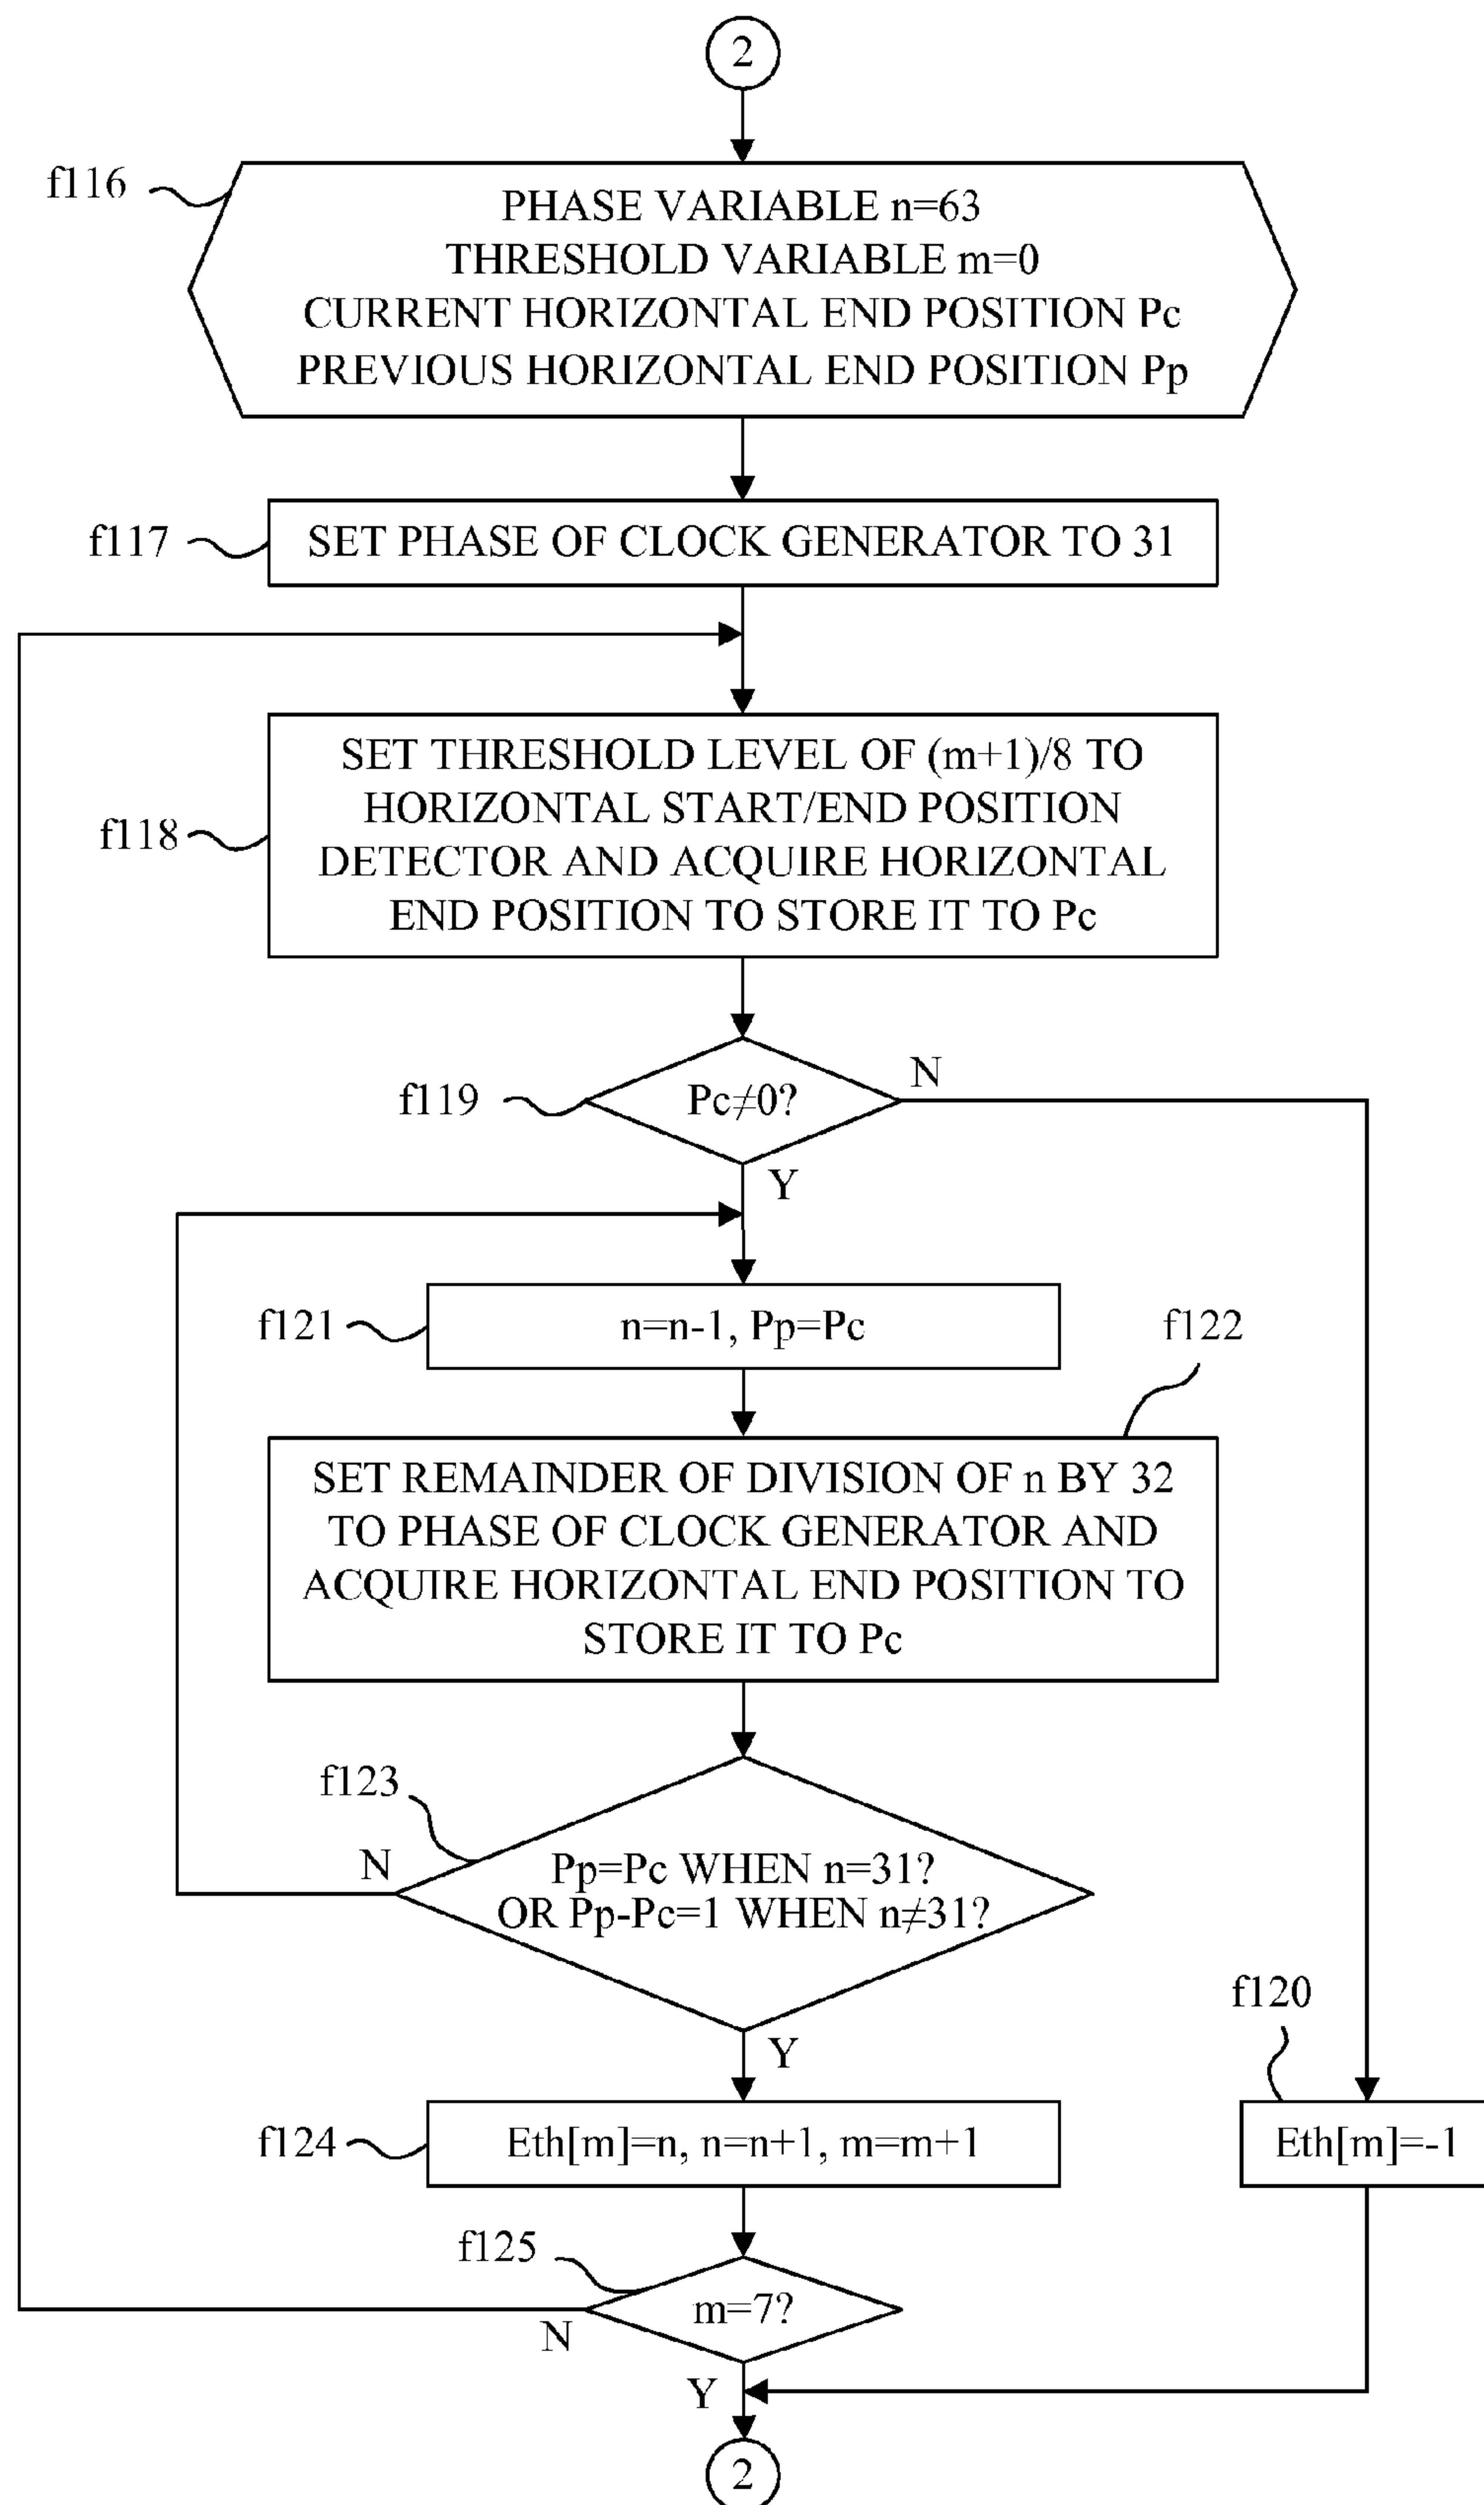 2
f116
PHASE VARIABLE n=63
THRESHOLD VARIABLE m=0
CURRENT HORIZONTAL END POSITION Pc
PREVIOUS HORIZONTAL END POSITION Pp
f117
SET PHASE OF CLOCK GENERATOR TO 31
f118
SET THRESHOLD LEVEL OF (m+1)/8 TO
HORIZONTAL START/END POSITION
DETECTOR AND ACQUIRE HORIZONTAL
END POSITION TO STORE IT TO Pc
f119
Pc≠0?
N
Y
f121
n=n-1, Pp=Pc
f122
SET REMAINDER OF DIVISION OF n BY 32
TO PHASE OF CLOCK GENERATOR AND
ACQUIRE HORIZONTAL END POSITION TO
STORE IT TO Pc
f123
N
Pp=Pc WHEN n=31?
OR Pp-Pc=1 WHEN n≠31?
Y
f120
f124
Eth[m]=n, n=n+1, m=m+1
Eth[m]=-1
f125
m=7?
N
Y
2